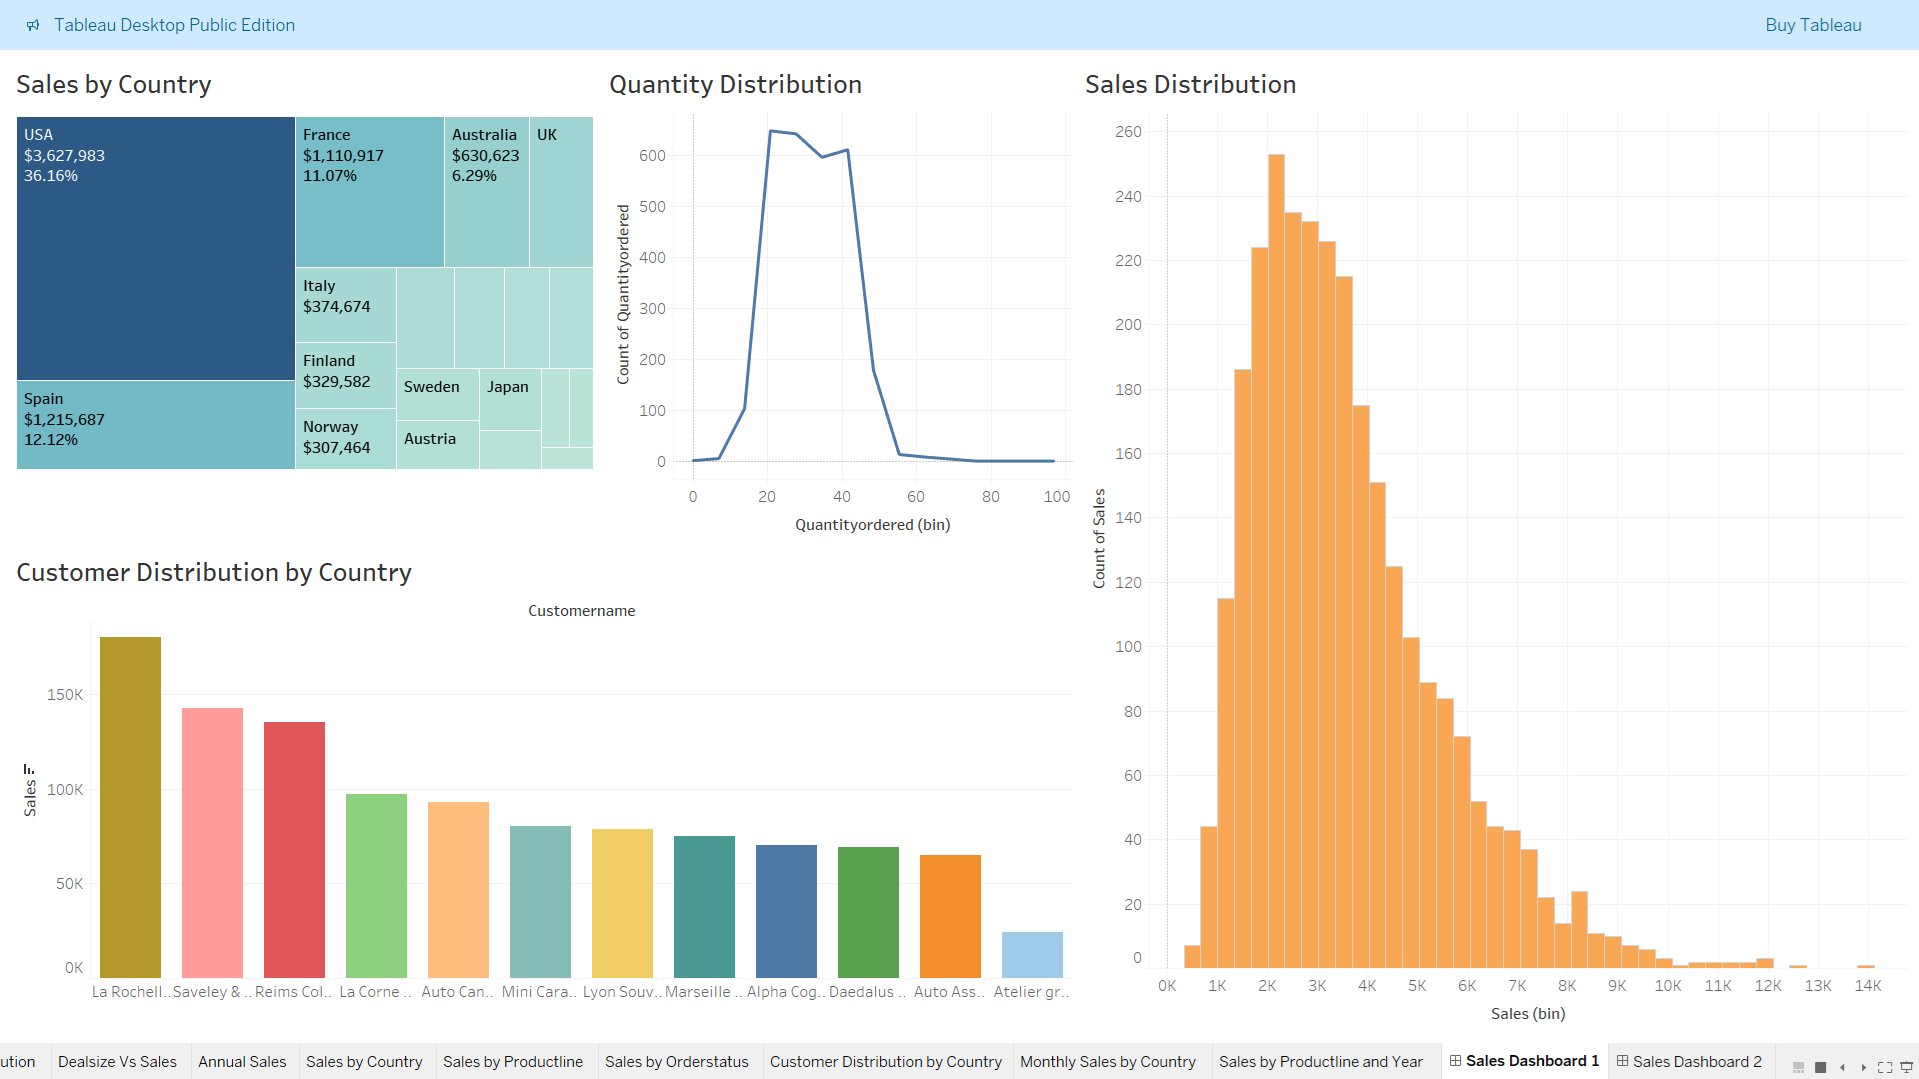 Tableau Desktop Public Edition
Buy Tableau
Sales by Country
USA
$3,627,983
36.16%
Spain
$1,215,687
12.12%
France
$1,110,917
11.07%
Australia
$630,623
6.29%
UK
Italy
$374,674
Finland
$329,582
Norway
$307,464
Sweden
Japan
Austria
Quantity Distribution
Count of Quantityordered
600
500
400
300
200
100
0
0 20 40 60 80 100
Quantityordered (bin)
Sales Distribution
Count of Sales
260
240
220
200
180
160
140
120
100
80
60
40
20
0
0K 1K 2K 3K 4K 5K 6K 7K 8K 9K 10K 11K 12K 13K 14K
Sales (bin)
Customer Distribution by Country
Customername
Sales
150K
100K
50K
0K
La Rochell.. Saveley & .. Reims Col.. La Corne .. Auto Can.. Mini Cara.. Lyon Souv.. Marseille .. Alpha Cog.. Daedalus .. Auto Ass.. Atelier gr..
ution Dealsize Vs Sales Annual Sales Sales by Country Sales by Productline Sales by Orderstatus Customer Distribution by Country Monthly Sales by Country Sales by Productline and Year Sales Dashboard 1 Sales Dashboard 2